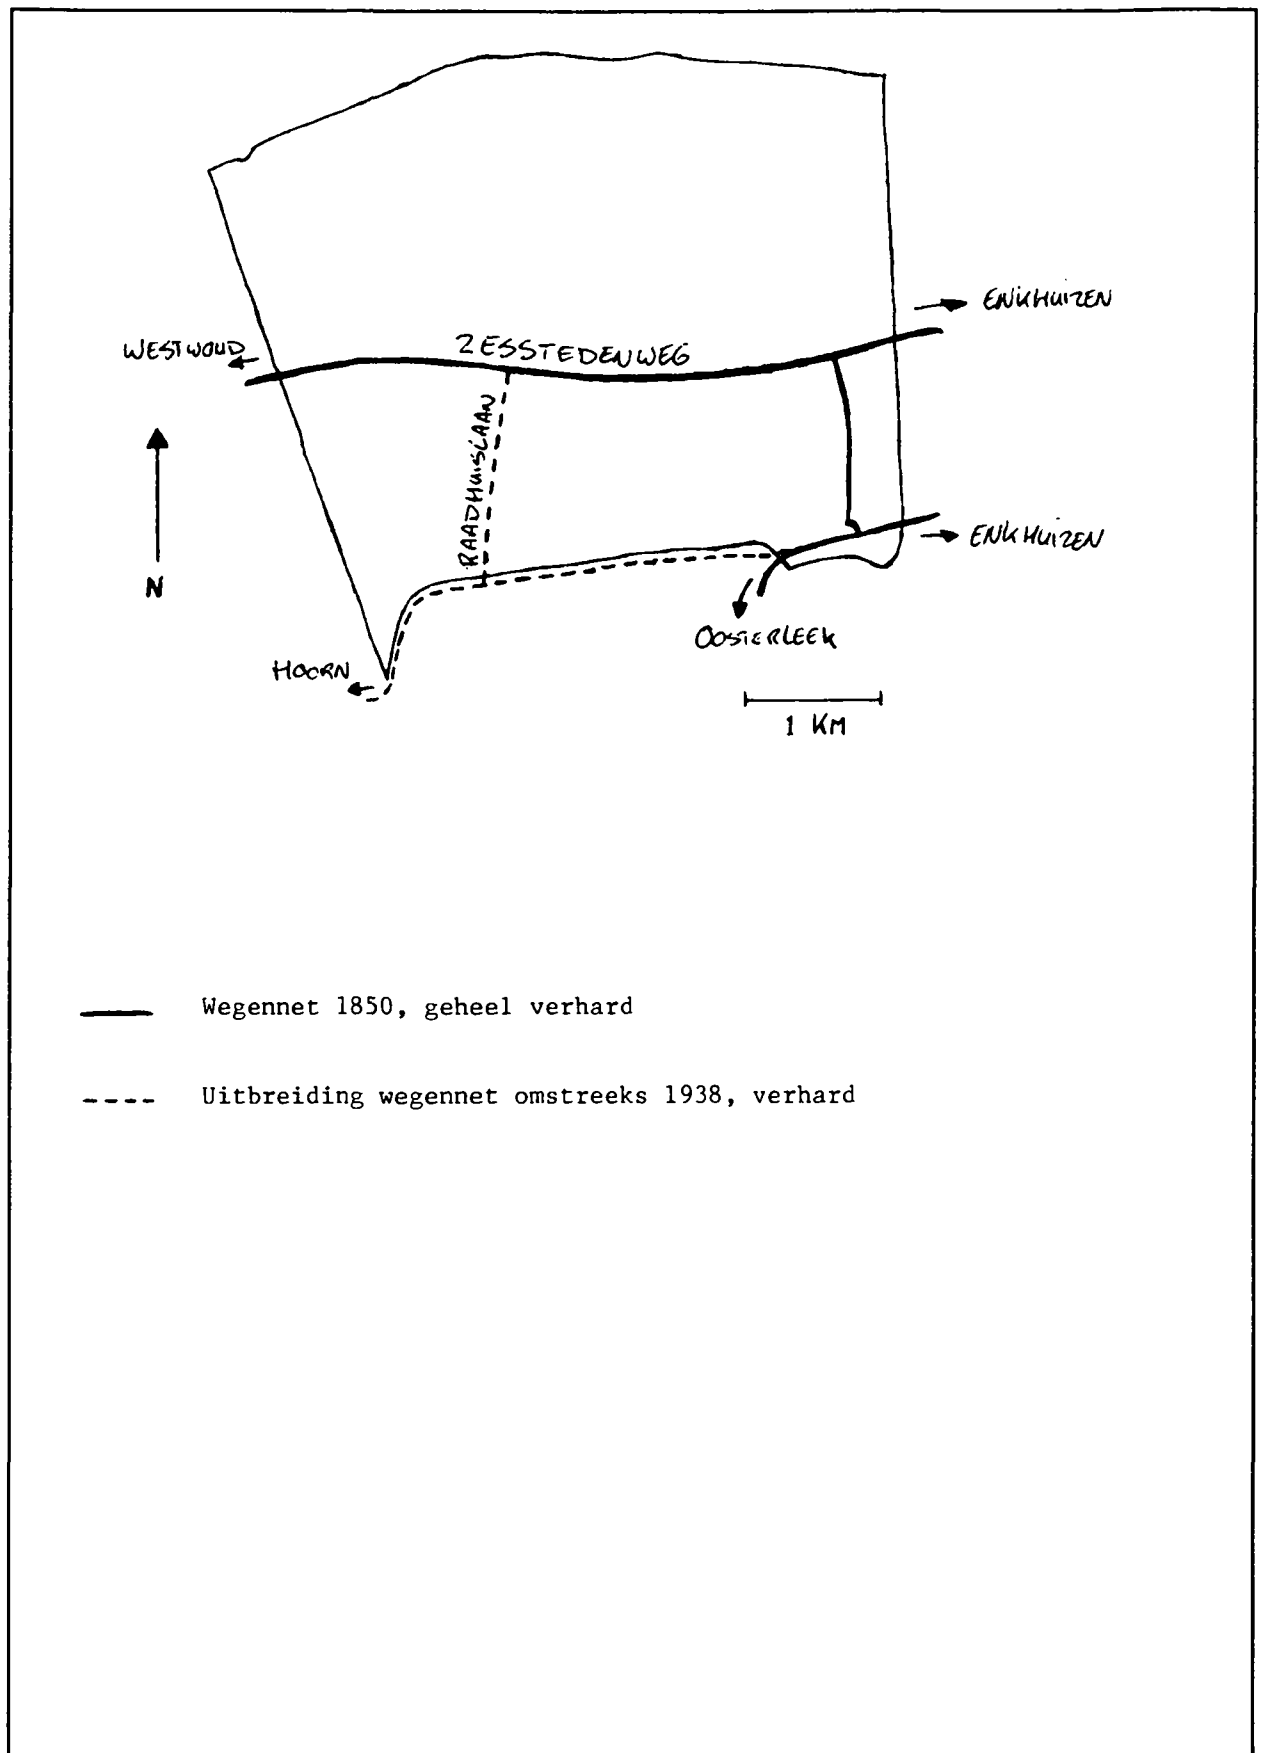 ENKHUIZEN
WESTWOUD
ZESSTEDENWEG
RAADHUISLAAN
N
ENKHUIZEN
OOSTERLEEK
HOORN
1 KM
Wegennet 1850, geheel verhard
Uitbreiding wegennet omstreeks 1938, verhard